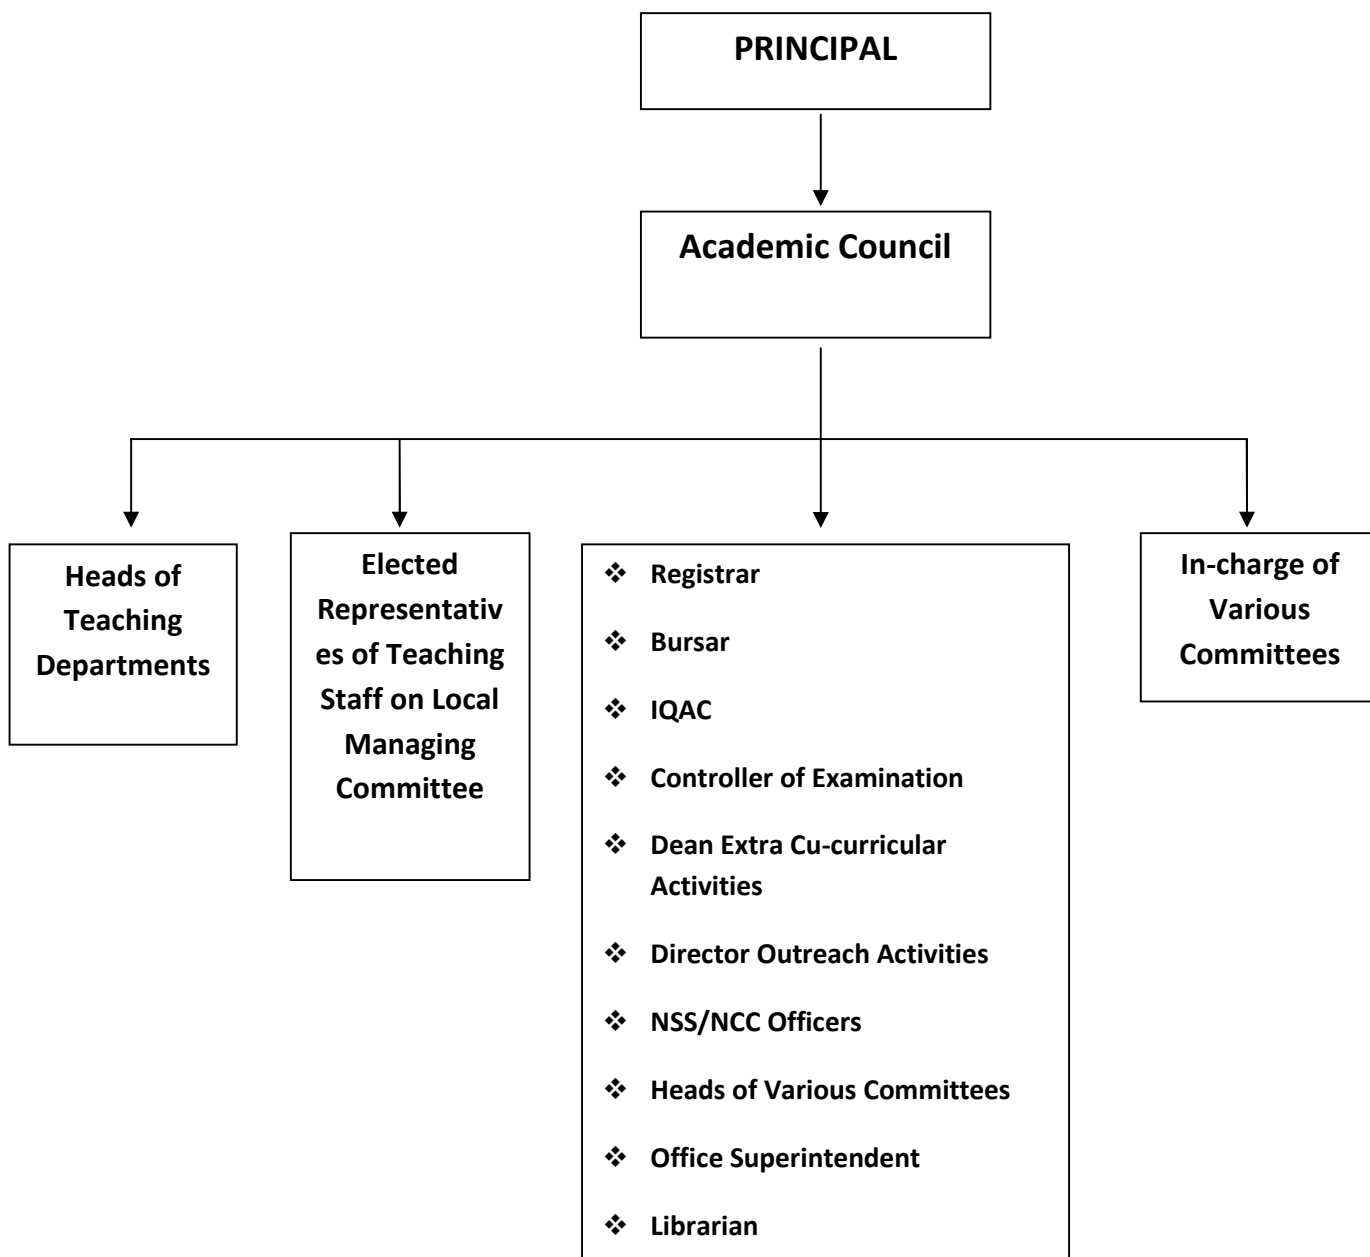 PRINCIPAL
Academic Council
Heads of
Teaching
Departments
Elected
Representativ
es of Teaching
Staff on Local
Managing
Committee
❖ Registrar
❖ Bursar
❖ IQAC
❖ Controller of Examination
❖ Dean Extra Cu-curricular
Activities
❖ Director Outreach Activities
❖ NSS/NCC Officers
❖ Heads of Various Committees
❖ Office Superintendent
❖ Librarian
In-charge of
Various
Committees